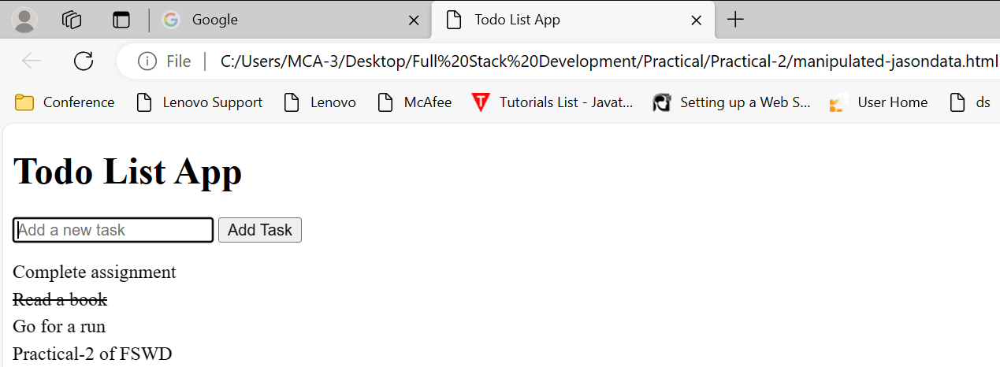 Google
Todo List App
File
C:/Users/MCA-3/Desktop/Full%20Stack%20Development/Practical/Practical-2/manipulated-jasondata.html
Conference
Lenovo Support
Lenovo
McAfee
Tutorials List - Javat...
Setting up a Web S...
User Home
ds
Todo List App
Add a new task
Add Task
Complete assignment
Read a book
Go for a run
Practical-2 of FSWD